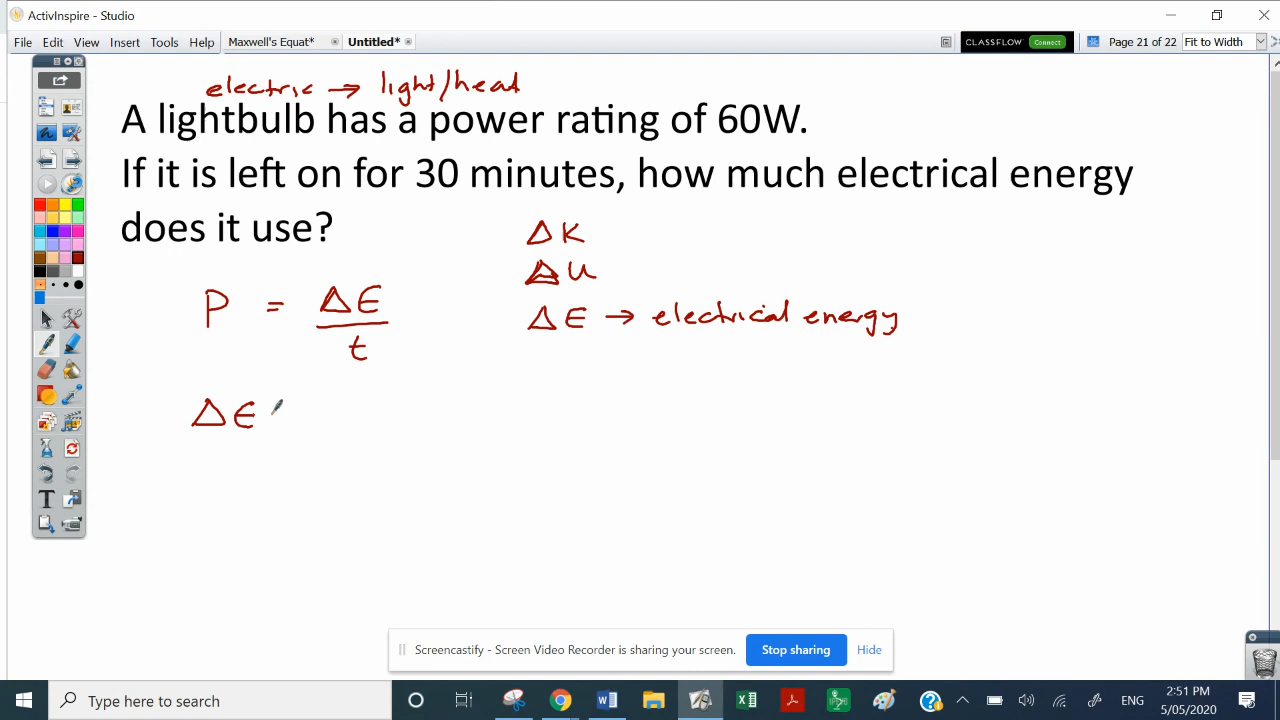 ActivInspire - Studio
File Edit View Insert Tools Help
Maxwell's Equat*
Untitled*
CLASSFLOW Connect
Page 21 of 22
Fit to Width
electric → light/heat
A lightbulb has a power rating of 60W.
If it is left on for 30 minutes, how much electrical energy
does it use?
ΔK
ΔU
P = ΔE
t
ΔE → electrical energy
ΔE
Screencastify - Screen Video Recorder is sharing your screen.
Stop sharing
Hide
Type here to search
ENG
2:51 PM
5/05/2020